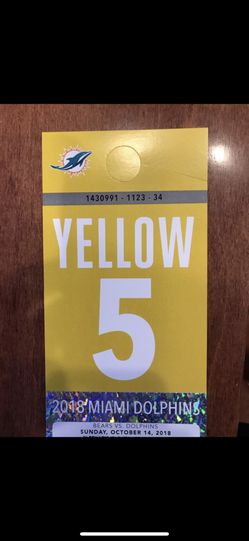 1430991 - 1123 - 34
YELLOW
5
2018 MIAMI DOLPHINS
BEARS VS. DOLPHINS
SUNDAY, OCTOBER 14, 2018